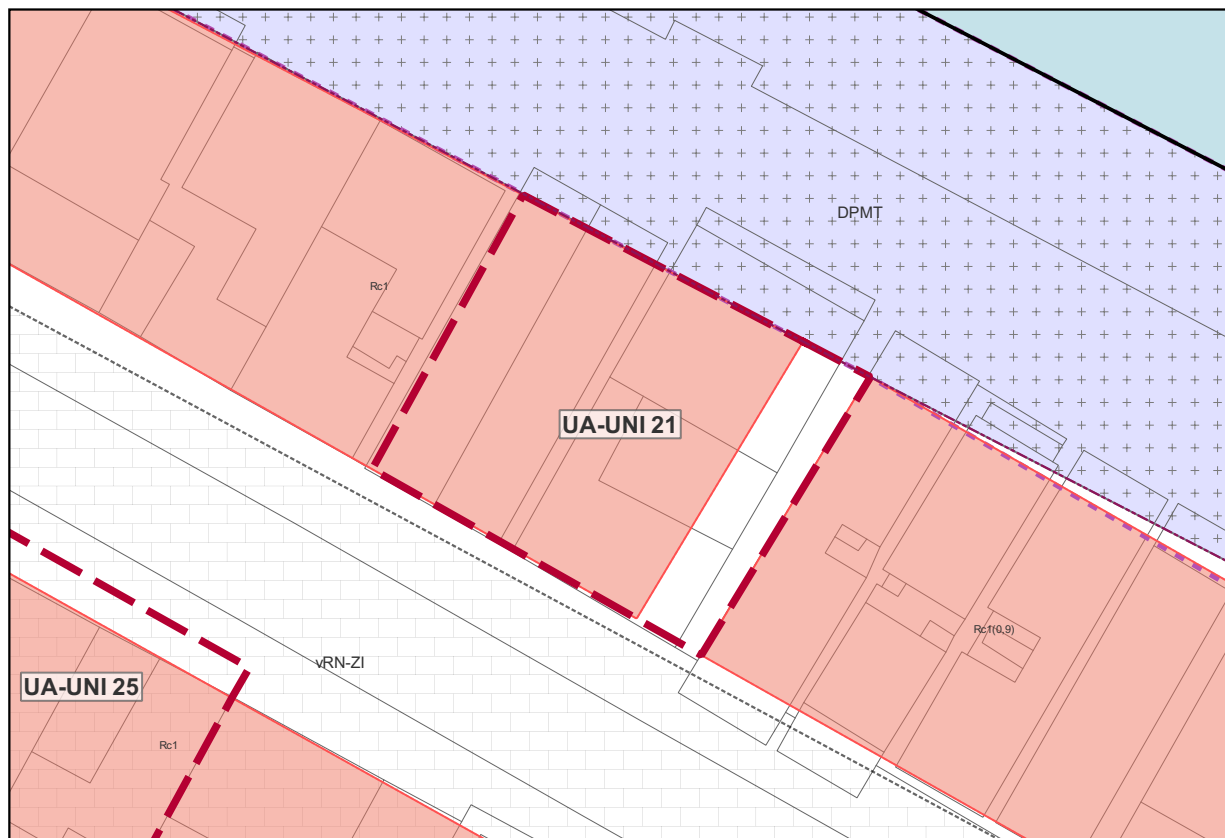 DPMT
Rc1
UA-UNI 21
Rc1(0,9)
vRN-ZI
UA-UNI 25
Rc1